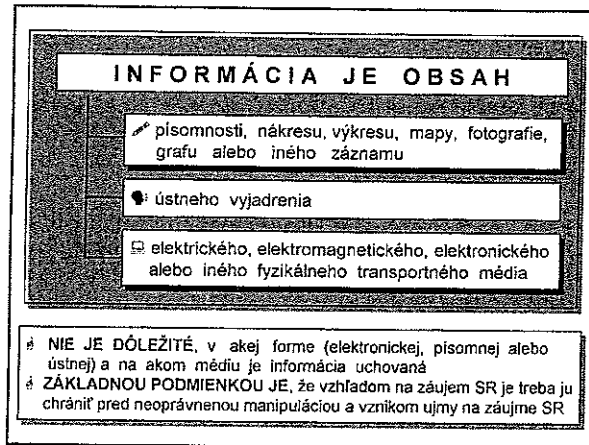 INFORMÁCIA JE OBSAH
písomnosti, nákresu, výkresu, mapy, fotografie,
grafu alebo iného záznamu
ústneho vyjadrenia
elektrického, elektromagnetického, elektronického
alebo iného fyzikálneho transportného média
NIE JE DÔLEŽITÉ, v akej forme (elektronickej, písomnej alebo
ústnej) a na akom médiu je informácia uchovaná
ZÁKLADNOU PODMIENKOU JE, že vzhľadom na záujem SR je treba ju
chrániť pred neoprávnenou manipuláciou a vznikom ujmy na záujme SR